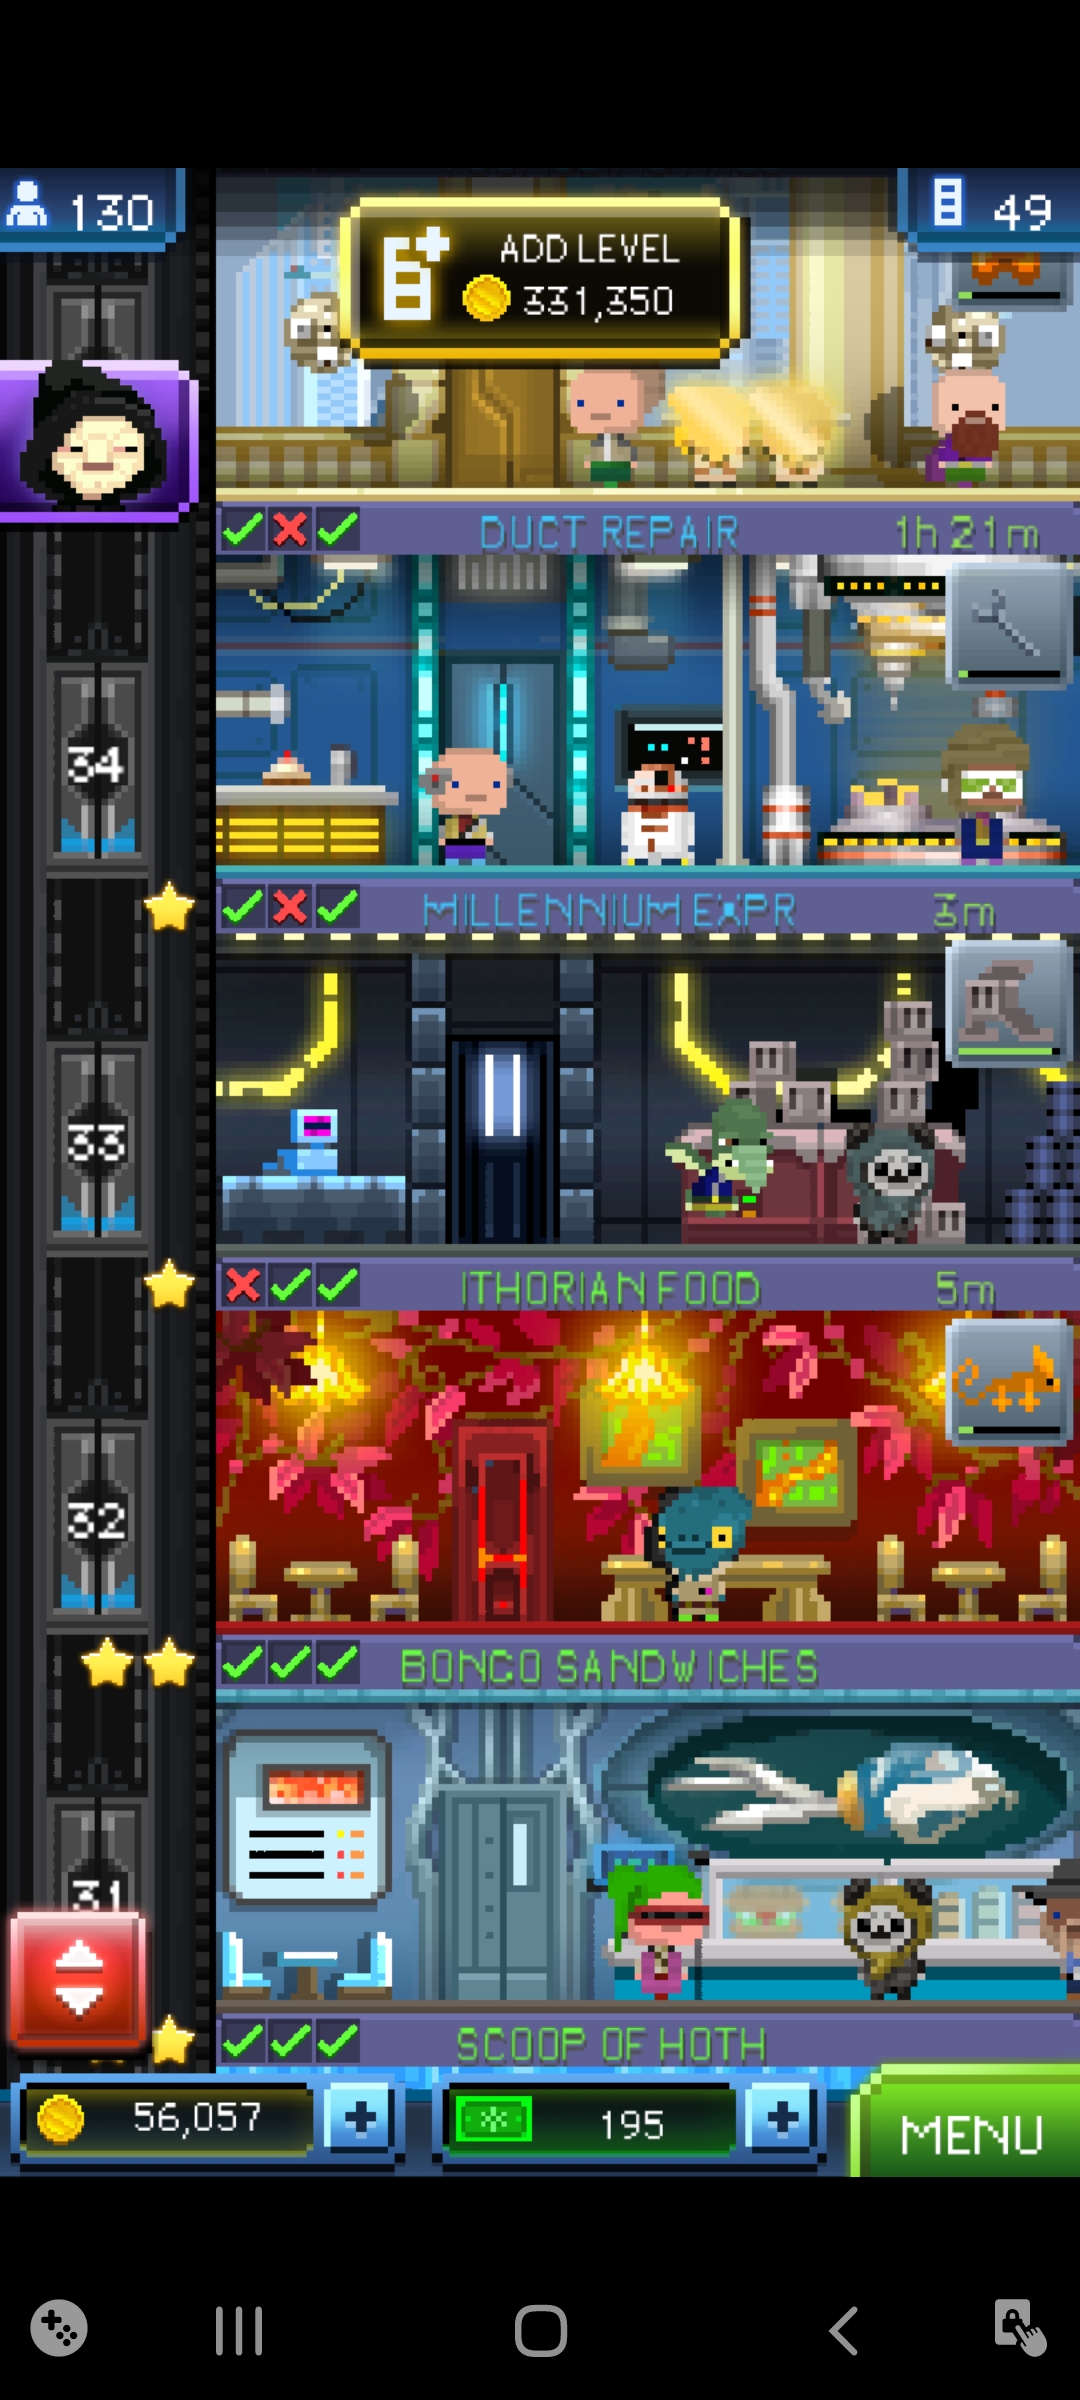 130
ADD LEVEL
331,350
49
DUCT REPAIR 1h 21m
34
MILLENNIUM EXPR 3m
33
ITHORIAN FOOD 5m
32
BONGO SANDWICHES
31
SCOOP OF HOTH
56,057
195
MENU